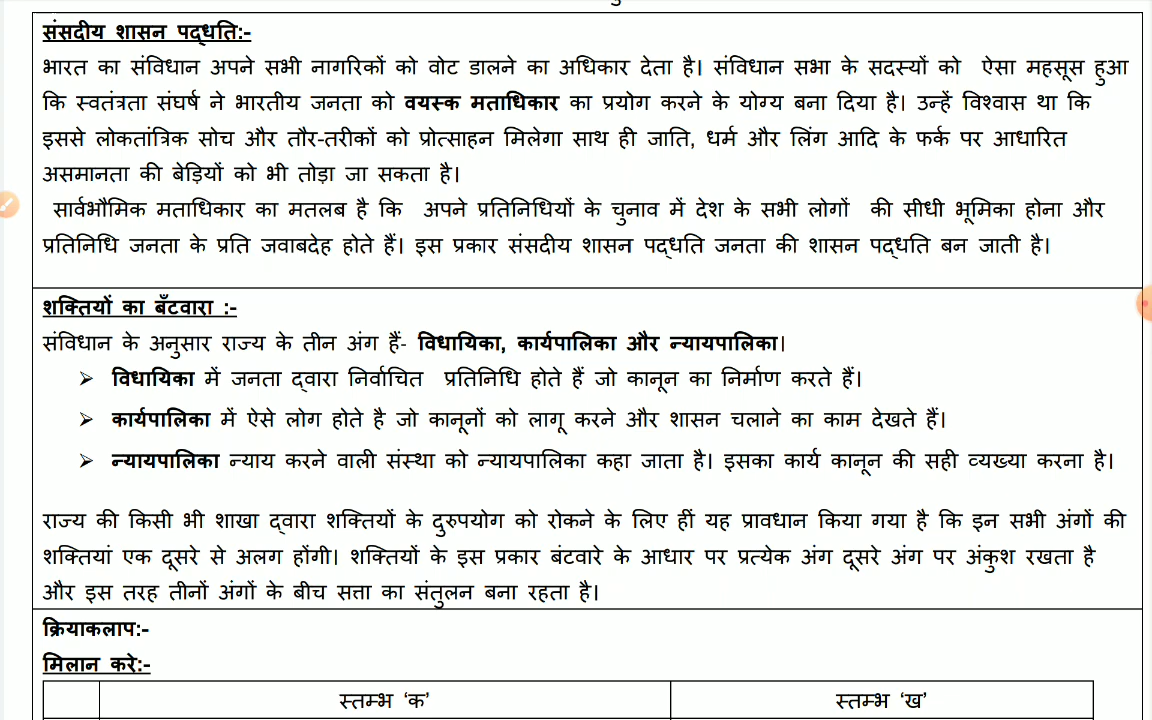 संसदीय शासन पद्धति:-
भारत का संविधान अपने सभी नागरिकों को वोट डालने का अधिकार देता है। संविधान सभा के सदस्यों को ऐसा महसूस हुआ
कि स्वतंत्रता संघर्ष ने भारतीय जनता को वयस्क मताधिकार का प्रयोग करने के योग्य बना दिया है। उन्हें विश्वास था कि
इससे लोकतांत्रिक सोच और तौर-तरीकों को प्रोत्साहन मिलेगा साथ ही जाति, धर्म और लिंग आदि के फर्क पर आधारित
असमानता की बेड़ियों को भी तोड़ा जा सकता है।
सार्वभौमिक मताधिकार का मतलब है कि अपने प्रतिनिधियों के चुनाव में देश के सभी लोगों की सीधी भूमिका होना और
प्रतिनिधि जनता के प्रति जवाबदेह होते हैं। इस प्रकार संसदीय शासन पद्धति जनता की शासन पद्धति बन जाती है।
शक्तियों का बँटवारा :-
संविधान के अनुसार राज्य के तीन अंग हैं- विधायिका, कार्यपालिका और न्यायपालिका।
➢ विधायिका में जनता द्वारा निर्वाचित प्रतिनिधि होते हैं जो कानून का निर्माण करते हैं।
➢ कार्यपालिका में ऐसे लोग होते है जो कानूनों को लागू करने और शासन चलाने का काम देखते हैं।
➢ न्यायपालिका न्याय करने वाली संस्था को न्यायपालिका कहा जाता है। इसका कार्य कानून की सही व्यख्या करना है।
राज्य की किसी भी शाखा द्वारा शक्तियों के दुरुपयोग को रोकने के लिए हीं यह प्रावधान किया गया है कि इन सभी अंगों की
शक्तियां एक दूसरे से अलग होंगी। शक्तियों के इस प्रकार बंटवारे के आधार पर प्रत्येक अंग दूसरे अंग पर अंकुश रखता है
और इस तरह तीनों अंगों के बीच सत्ता का संतुलन बना रहता है।
क्रियाकलाप:-
मिलान करे:-
स्तम्भ ‘क’ स्तम्भ ‘ख’